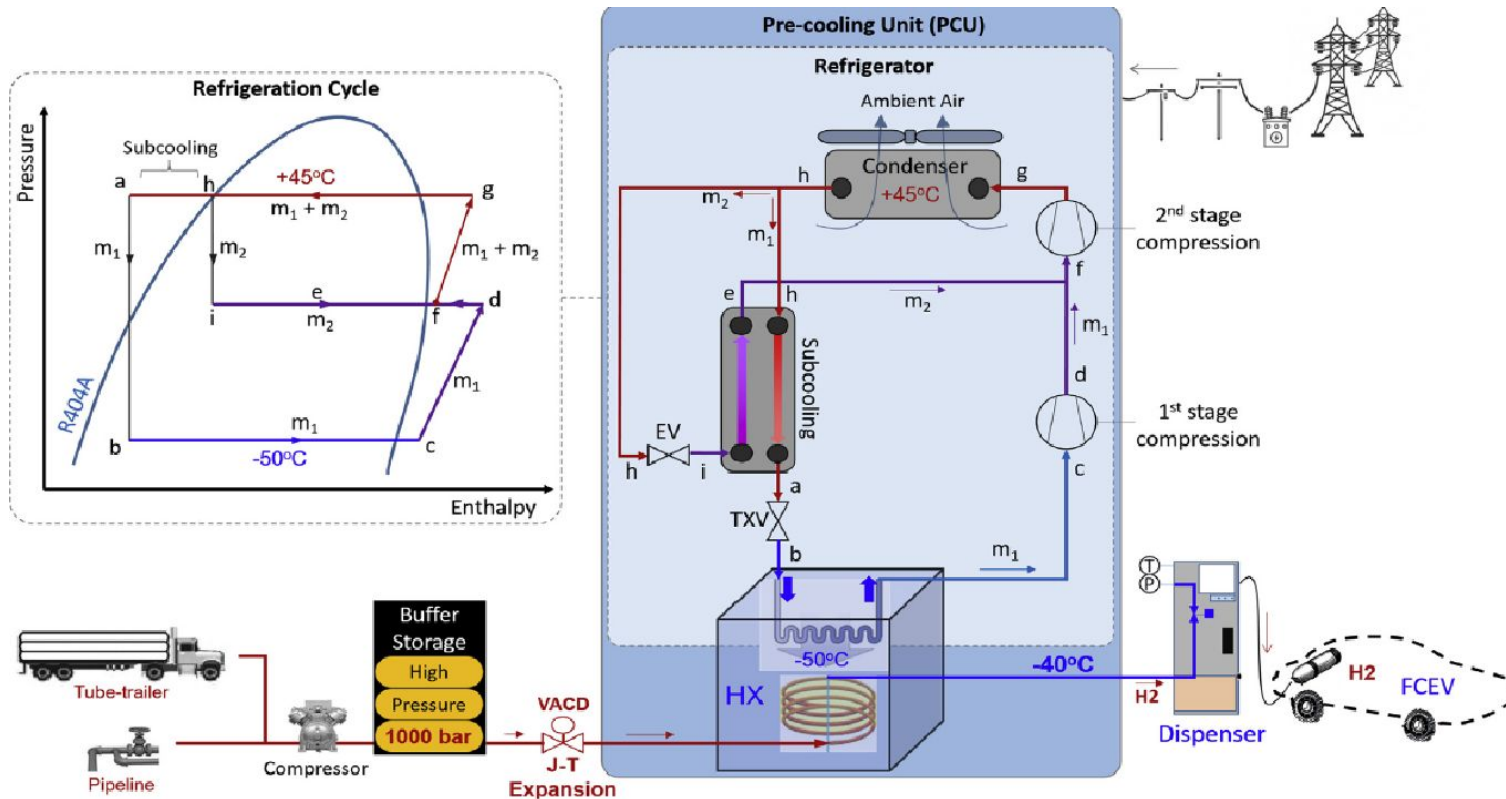 Pre-cooling Unit (PCU)
Refrigerator
Ambient Air
Condenser
+45°C
h
g
m₂
m₁
2nd stage
compression
f
e
h
m₂
m₁
Subcooling
d
1st stage
compression
EV
h
i
a
c
TXV
b
m₁
-50°C
HX
-40°C
H2
Refrigeration Cycle
Pressure
Subcooling
a
h
+45°C
g
m₁ + m₂
m₁
m₂
m₁ + m₂
e
d
i
m₂
f
R404A
m₁
m₁
b
-50°C
c
Enthalpy
Tube-trailer
Pipeline
Compressor
Buffer
Storage
High
Pressure
1000 bar
VACD
J-T
Expansion
T
P
Dispenser
H2
FCEV